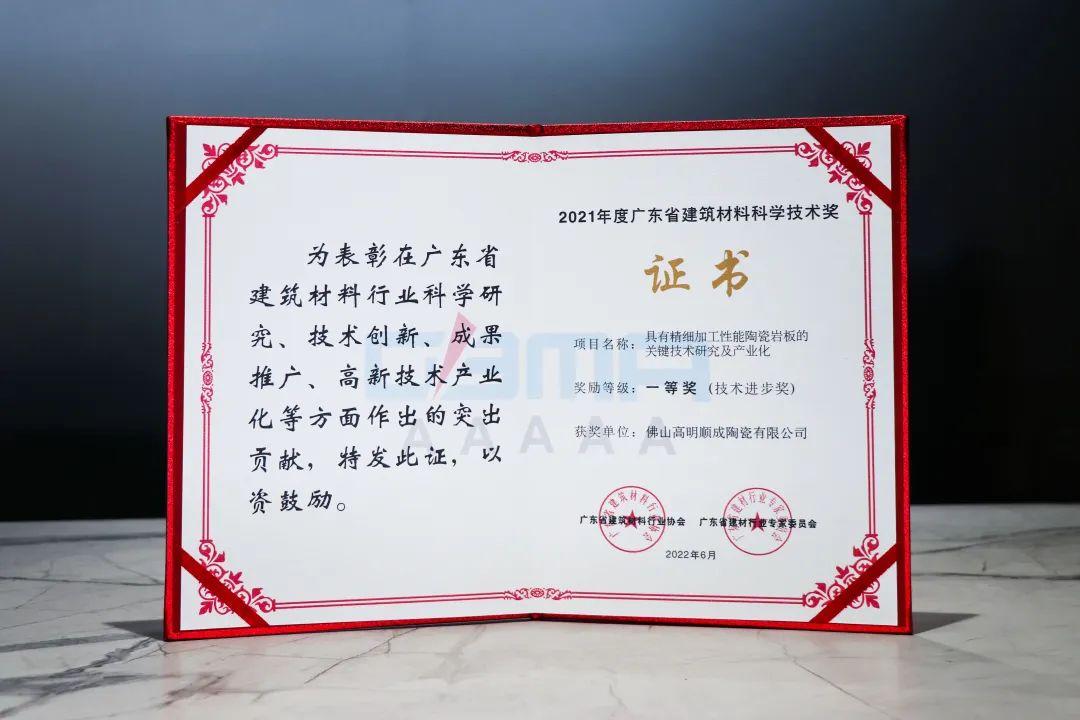 为表彰在广东省
建筑材料行业科学研
究、技术创新、成果
推广、高新技术产业
化等方面作出的突出
贡献，特发此证，以
资鼓励。
2021年度广东省建筑材料科学技术奖
证书
项目名称：具有精细加工性能陶瓷岩板的
关键技术研究及产业化
奖励等级：一等奖（技术进步奖）
获奖单位：佛山高明顺成陶瓷有限公司
广东省建筑材料行业协会
广东省建材行业专家委员会
2022年6月
GBMA
AAAAA